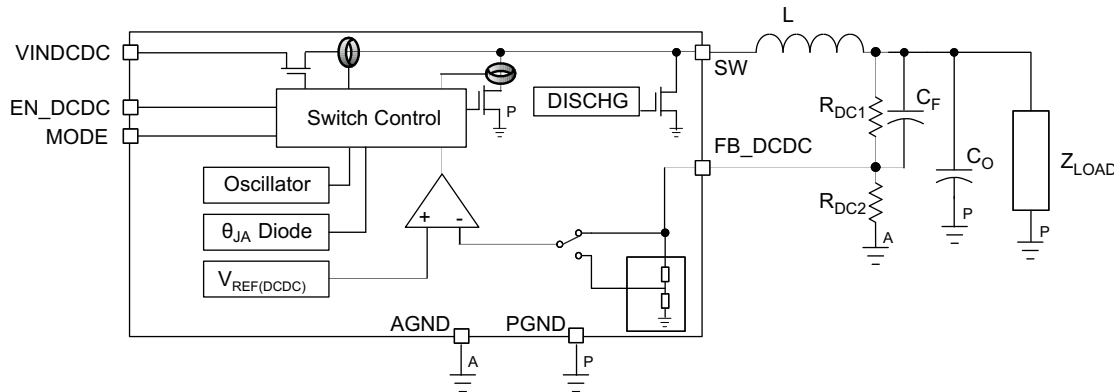 L
VINDCDC
SW
EN_DCDC
MODE
Switch Control
P
DISCHG
R_DC1
C_F
FB_DCDC
C_O
Z_LOAD
Oscillator
R_DC2
θ_JA Diode
+ -
A
P
P
V_REF(DCDC)
AGND
PGND
A
P